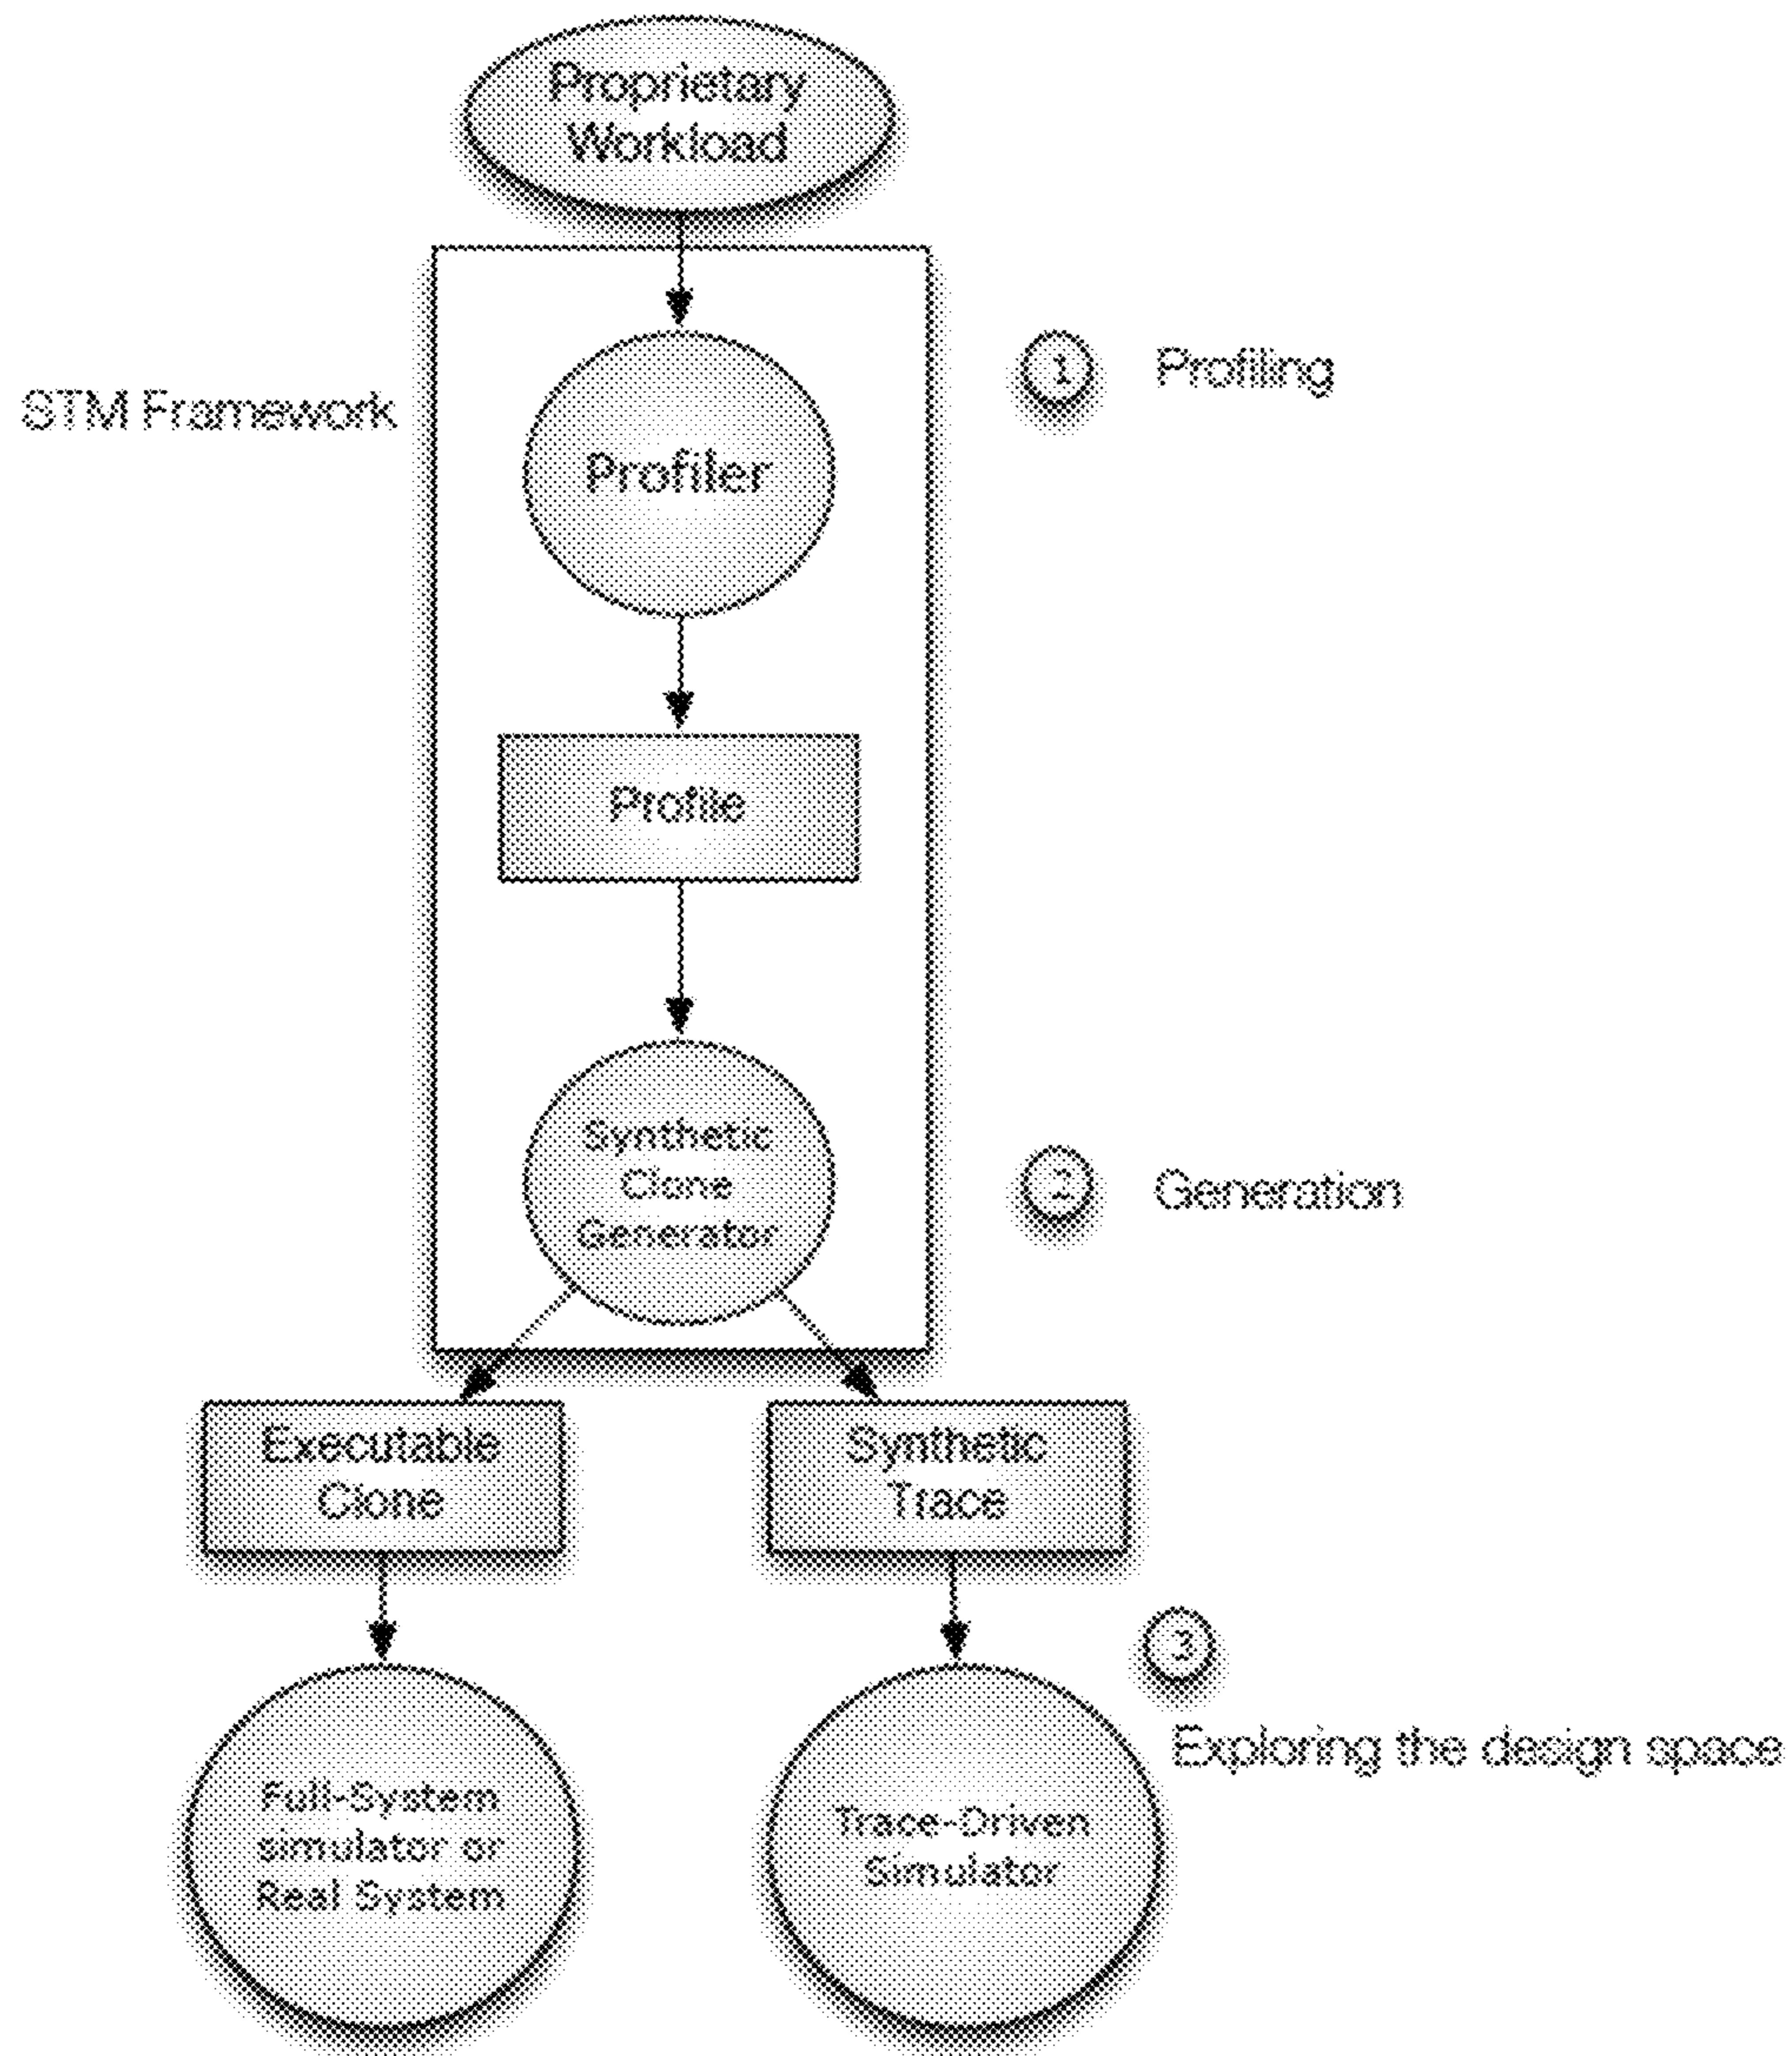 Proprietary
Workload
STM Framework
1 Profiling
Profiler
Profile
Synthetic
Clone
Generator
2 Generation
Executable
Clone
Synthetic
Trace
3
Exploring the design space
Full-System
simulator or
Real System
Trace-Driven
Simulator